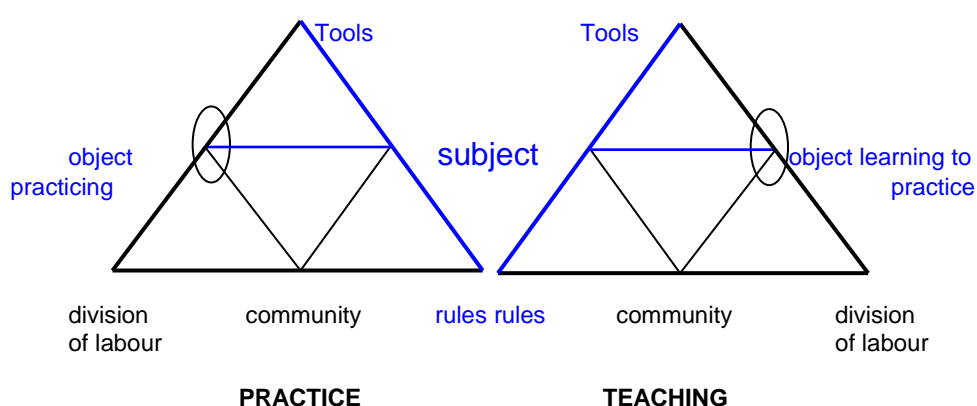 Tools Tools
object practicing
subject
object learning to practice
division of labour
community
rules rules
community
division of labour
PRACTICE TEACHING